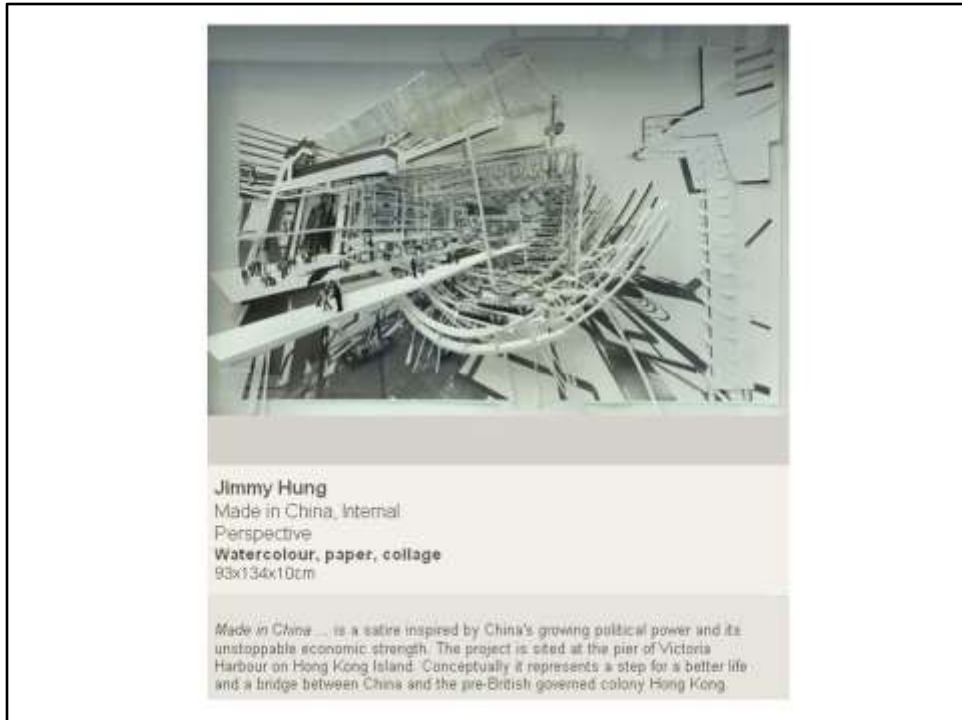 Jimmy Hung
Made in China, Internal
Perspective
Watercolour, paper, collage
93x134x10cm
Made in China ... is a satire inspired by China's growing political power and its
unstoppable economic strength. The project is sited at the pier of Victoria
Harbour on Hong Kong Island. Conceptually it represents a step for a better life
and a bridge between China and the pre-British governed colony Hong Kong.